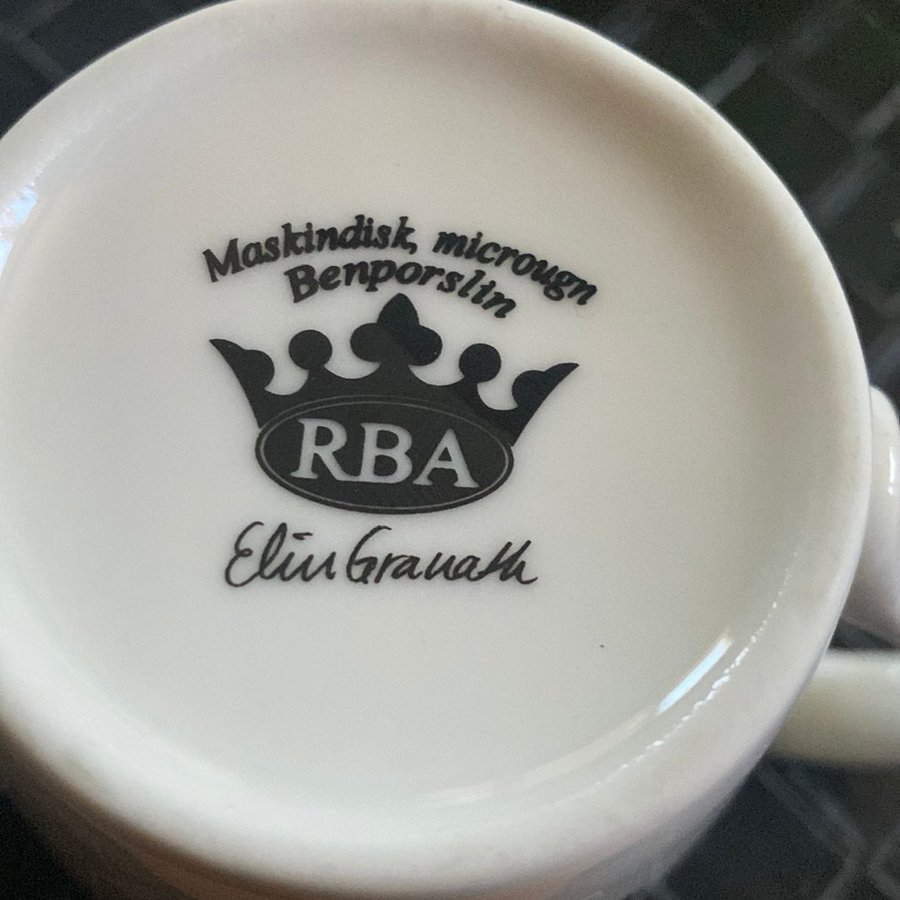 Maskindisk, microugn
Benporslin
RBA
Elin Granath